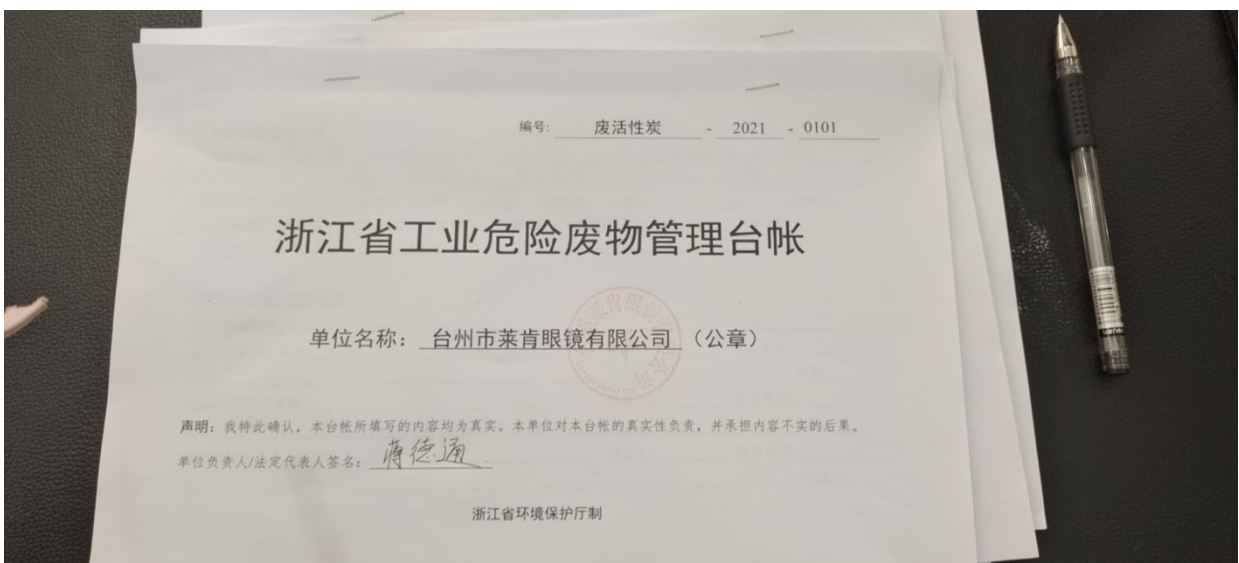 编号: 废活性炭 - 2021 - 0101
浙江省工业危险废物管理台帐
单位名称: 台州市莱肯眼镜有限公司 (公章)
声明: 我特此确认, 本台帐所填写的内容均为真实。本单位对本台帐的真实性负责, 并承担内容不实的后果。
单位负责人/法定代表人签名: 蒋德通
浙江省环境保护厅制